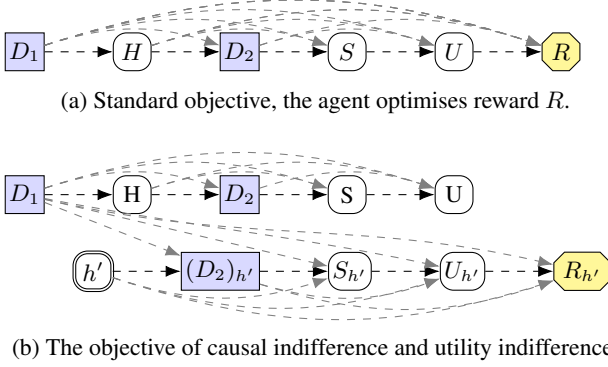 D₁ H D₂ S U R
(a) Standard objective, the agent optimises reward R.
D₁ H D₂ S U
h′ (D₂)ₕ′ Sₕ′ Uₕ′ Rₕ′
(b) The objective of causal indifference and utility indifference